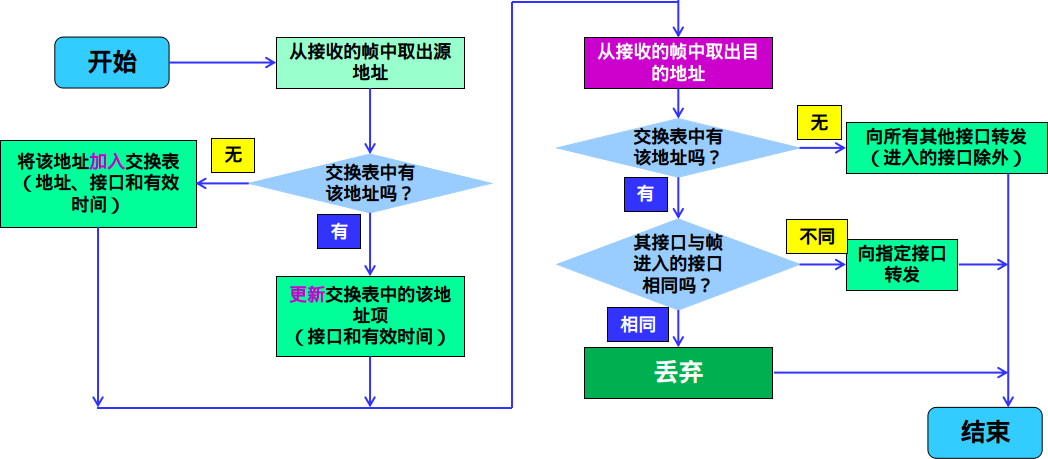 开始
从接收的帧中取出源
地址
交换表中有
该地址吗？
无
将该地址加入交换表
（地址、接口和有效
时间）
有
更新交换表中的该地
址项
（接口和有效时间）
从接收的帧中取出目
的地址
交换表中有
该地址吗？
无
向所有其他接口转发
（进入的接口除外）
有
其接口与帧
进入的接口
相同吗？
不同
向指定接口
转发
相同
丢弃
结束